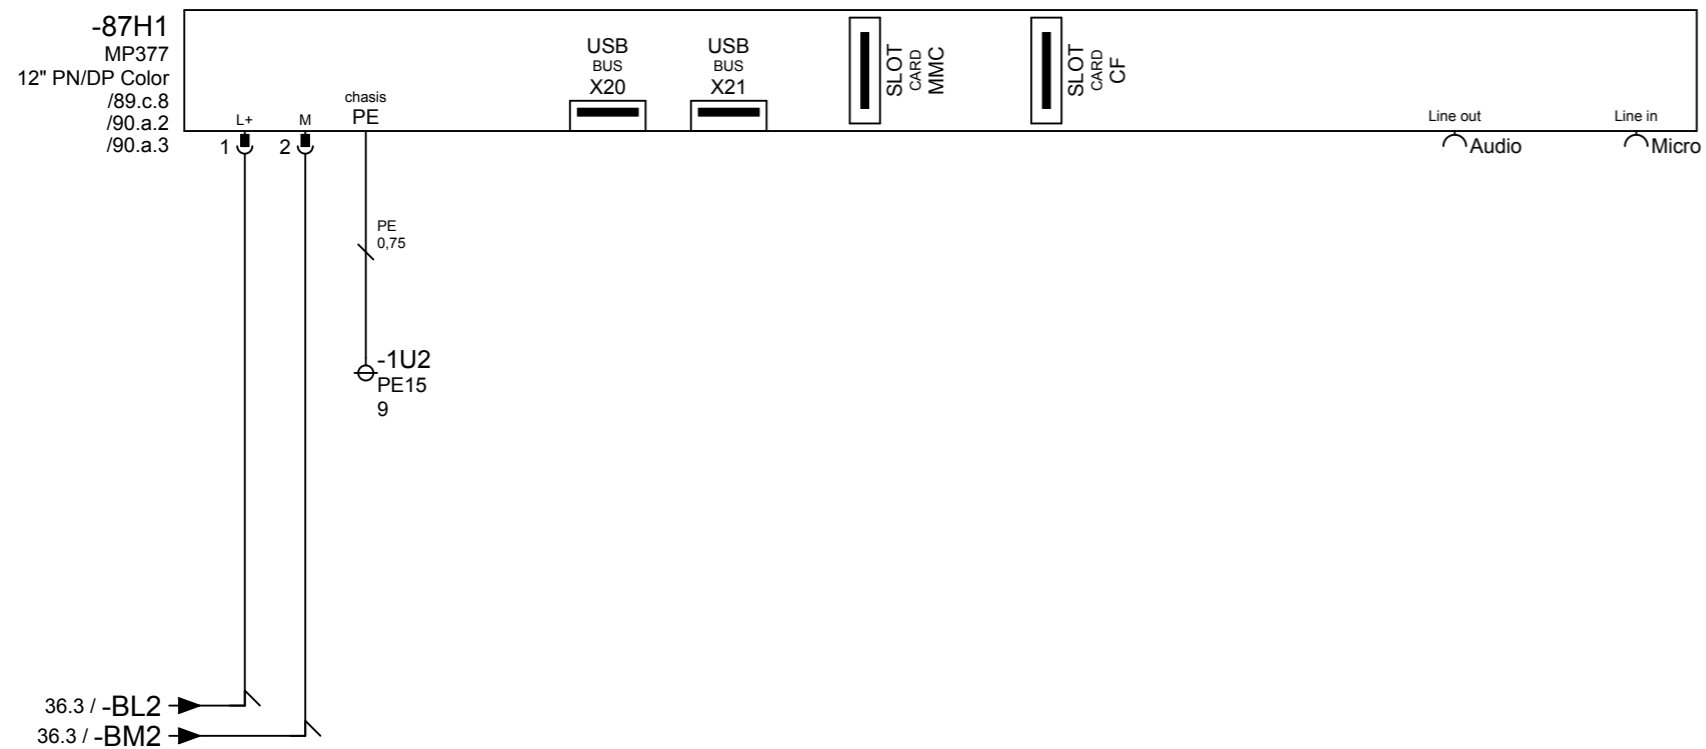 -87H1
MP377
12" PN/DP Color
/89.c.8
/90.a.2
/90.a.3
L+
1
M
2
chasis
PE
USB
BUS
X20
USB
BUS
X21
SLOT
CARD
MMC
SLOT
CARD
CF
Line out
Audio
Line in
Micro
PE
0,75
-1U2
PE15
9
36.3 / -BL2
36.3 / -BM2